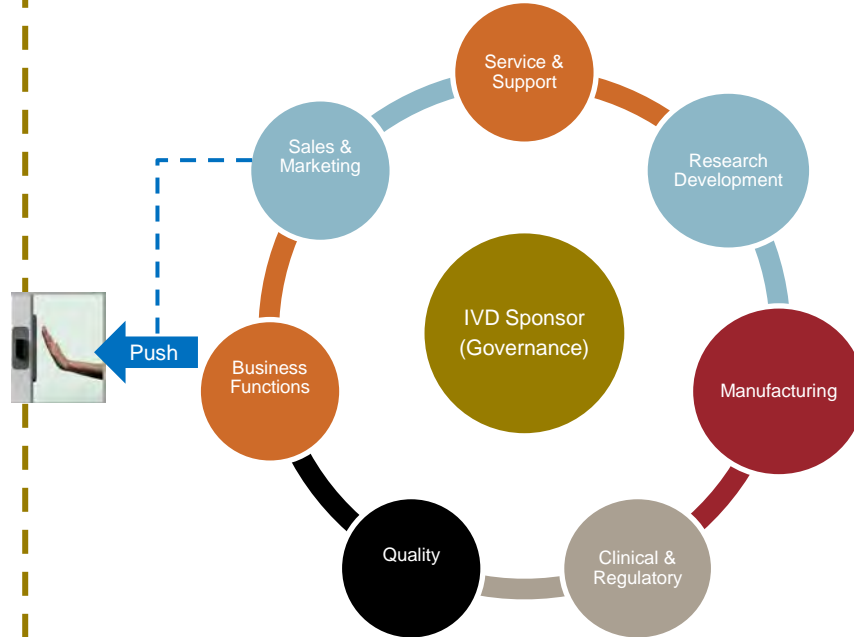 Service &
Support
Sales &
Marketing
Research
Development
IVD Sponsor
(Governance)
Push
Business
Functions
Manufacturing
Quality
Clinical &
Regulatory